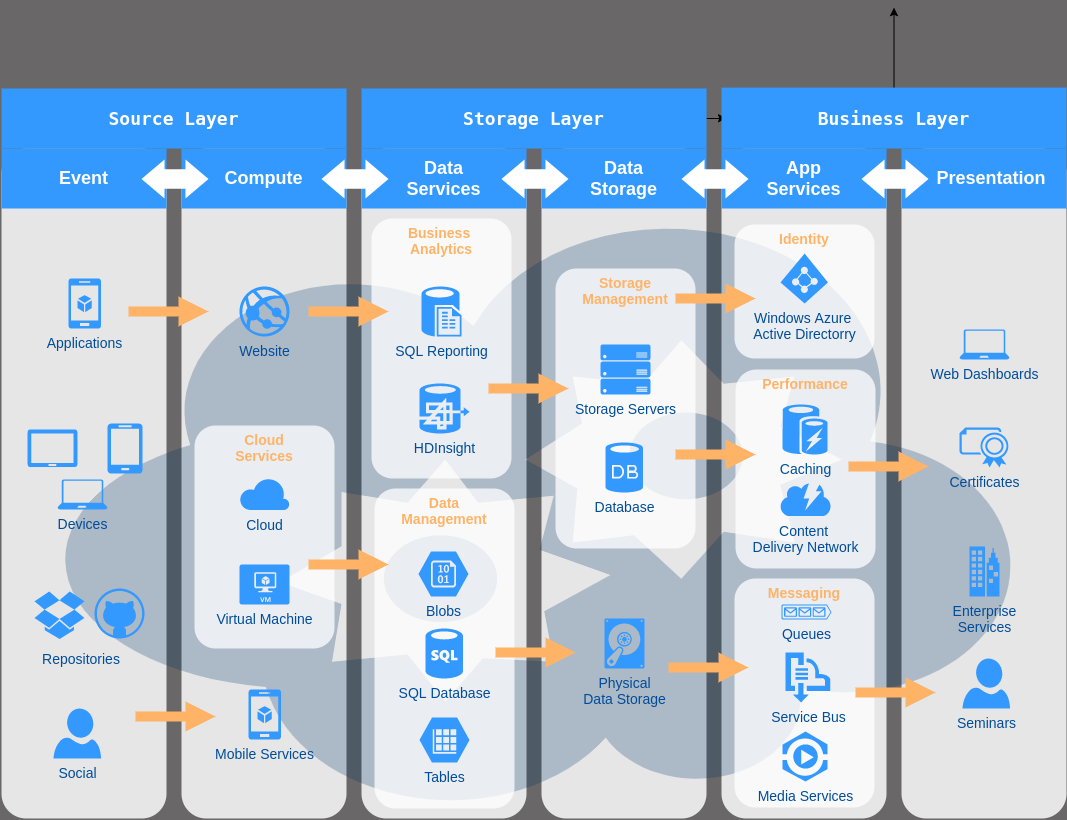 Source Layer
Storage Layer
Business Layer
Event
Compute
Data
Services
Data
Storage
App
Services
Presentation
Applications
Devices
Repositories
Social
Website
Cloud
Services
Cloud
VM
Virtual Machine
Mobile Services
Business
Analytics
SQL Reporting
HDInsight
Data
Management
10
01
Blobs
SQL
SQL Database
Tables
Storage
Management
Storage Servers
DB
Database
Physical
Data Storage
Identity
Windows Azure
Active Directorry
Performance
Caching
Content
Delivery Network
Messaging
Queues
Service Bus
Media Services
Web Dashboards
Certificates
Enterprise
Services
Seminars